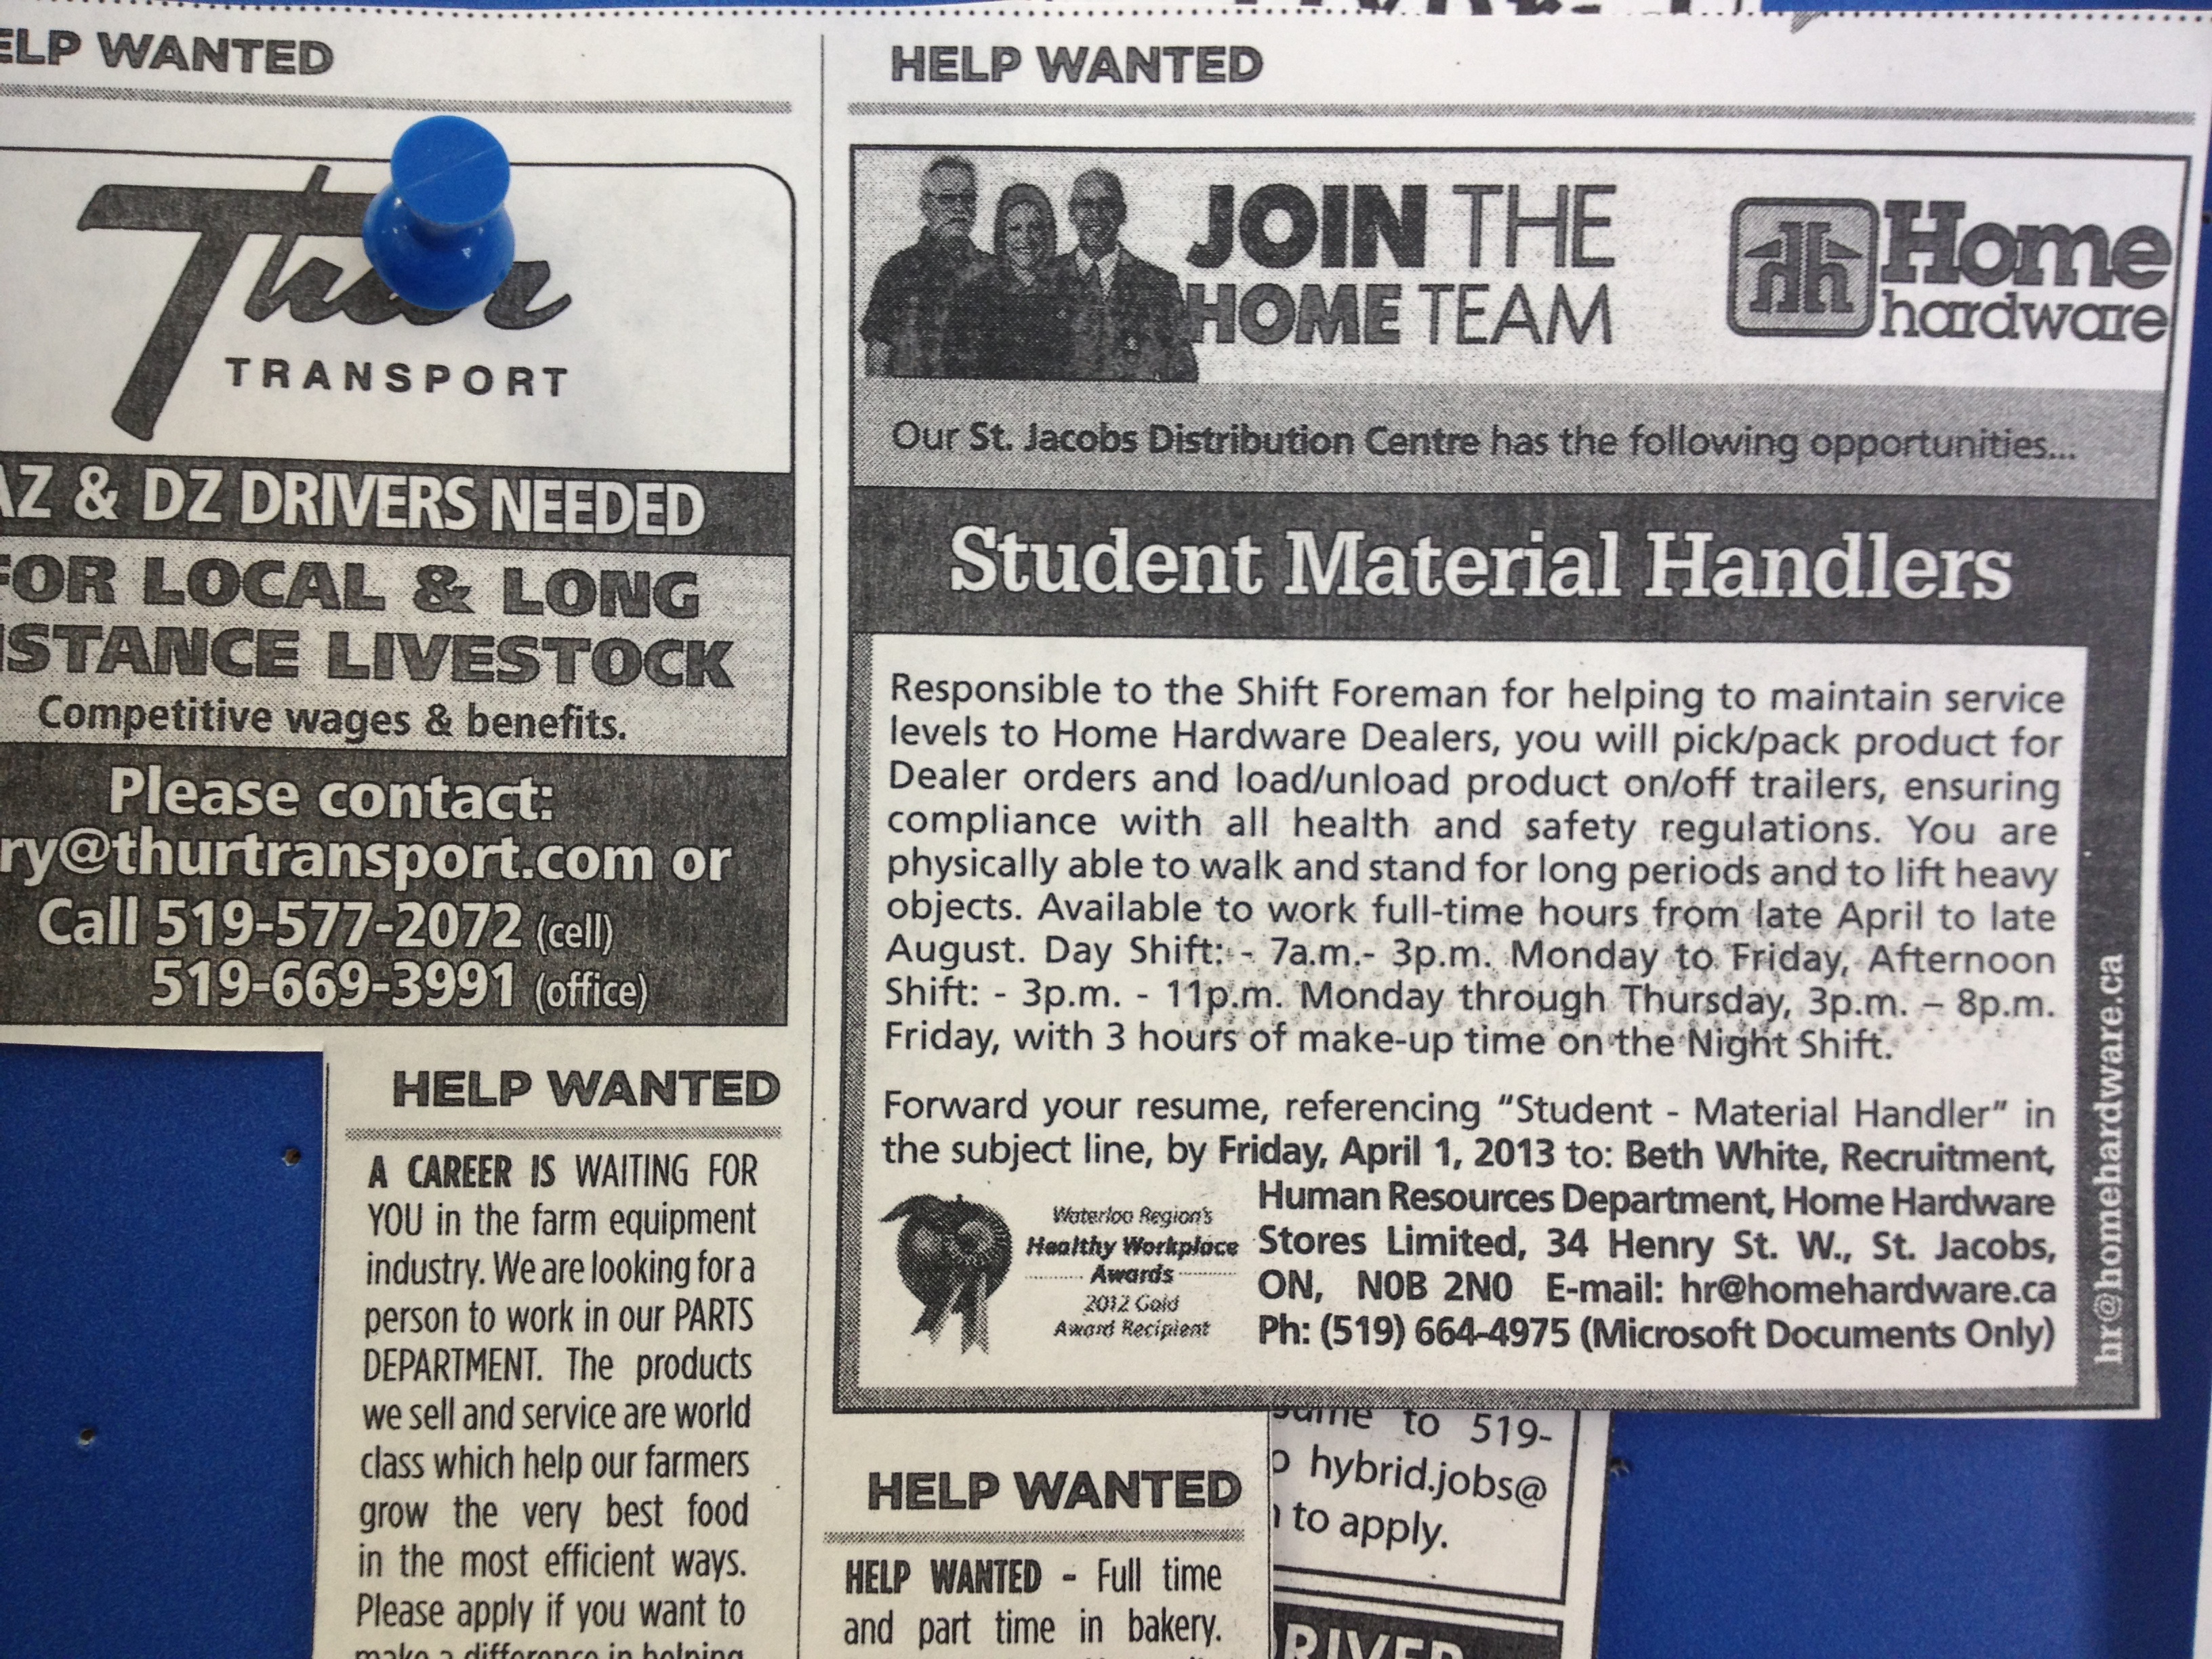 HELP WANTED
Thur
TRANSPORT
AZ & DZ DRIVERS NEEDED
FOR LOCAL & LONG
ISTANCE LIVESTOCK
Competitive wages & benefits.
Please contact:
ry@thurtransport.com or
Call 519-577-2072 (cell)
519-669-3991 (office)
HELP WANTED
A CAREER IS WAITING FOR
YOU in the farm equipment
industry. We are looking for a
person to work in our PARTS
DEPARTMENT. The products
we sell and service are world
class which help our farmers
grow the very best food
in the most efficient ways.
Please apply if you want to
make a difference in helping
HELP WANTED
JOIN THE
HOME TEAM
Home
hardware
Our St. Jacobs Distribution Centre has the following opportunities...
Student Material Handlers
Responsible to the Shift Foreman for helping to maintain service
levels to Home Hardware Dealers, you will pick/pack product for
Dealer orders and load/unload product on/off trailers, ensuring
compliance with all health and safety regulations. You are
physically able to walk and stand for long periods and to lift heavy
objects. Available to work full-time hours from late April to late
August. Day Shift: - 7a.m.- 3p.m. Monday to Friday, Afternoon
Shift: - 3p.m. - 11p.m. Monday through Thursday, 3p.m. – 8p.m.
Friday, with 3 hours of make-up time on the Night Shift.
Forward your resume, referencing "Student - Material Handler" in
the subject line, by Friday, April 1, 2013 to: Beth White, Recruitment,
Human Resources Department, Home Hardware
Stores Limited, 34 Henry St. W., St. Jacobs,
ON, N0B 2N0 E-mail: hr@homehardware.ca
Ph: (519) 664-4975 (Microsoft Documents Only)
Waterloo Region's
Healthy Workplace
Awards
2012 Gold
Award Recipient
hr@homehardware.ca
HELP WANTED
HELP WANTED - Full time
and part time in bakery.
to 519-
hybrid.jobs@
to apply.
RIVER